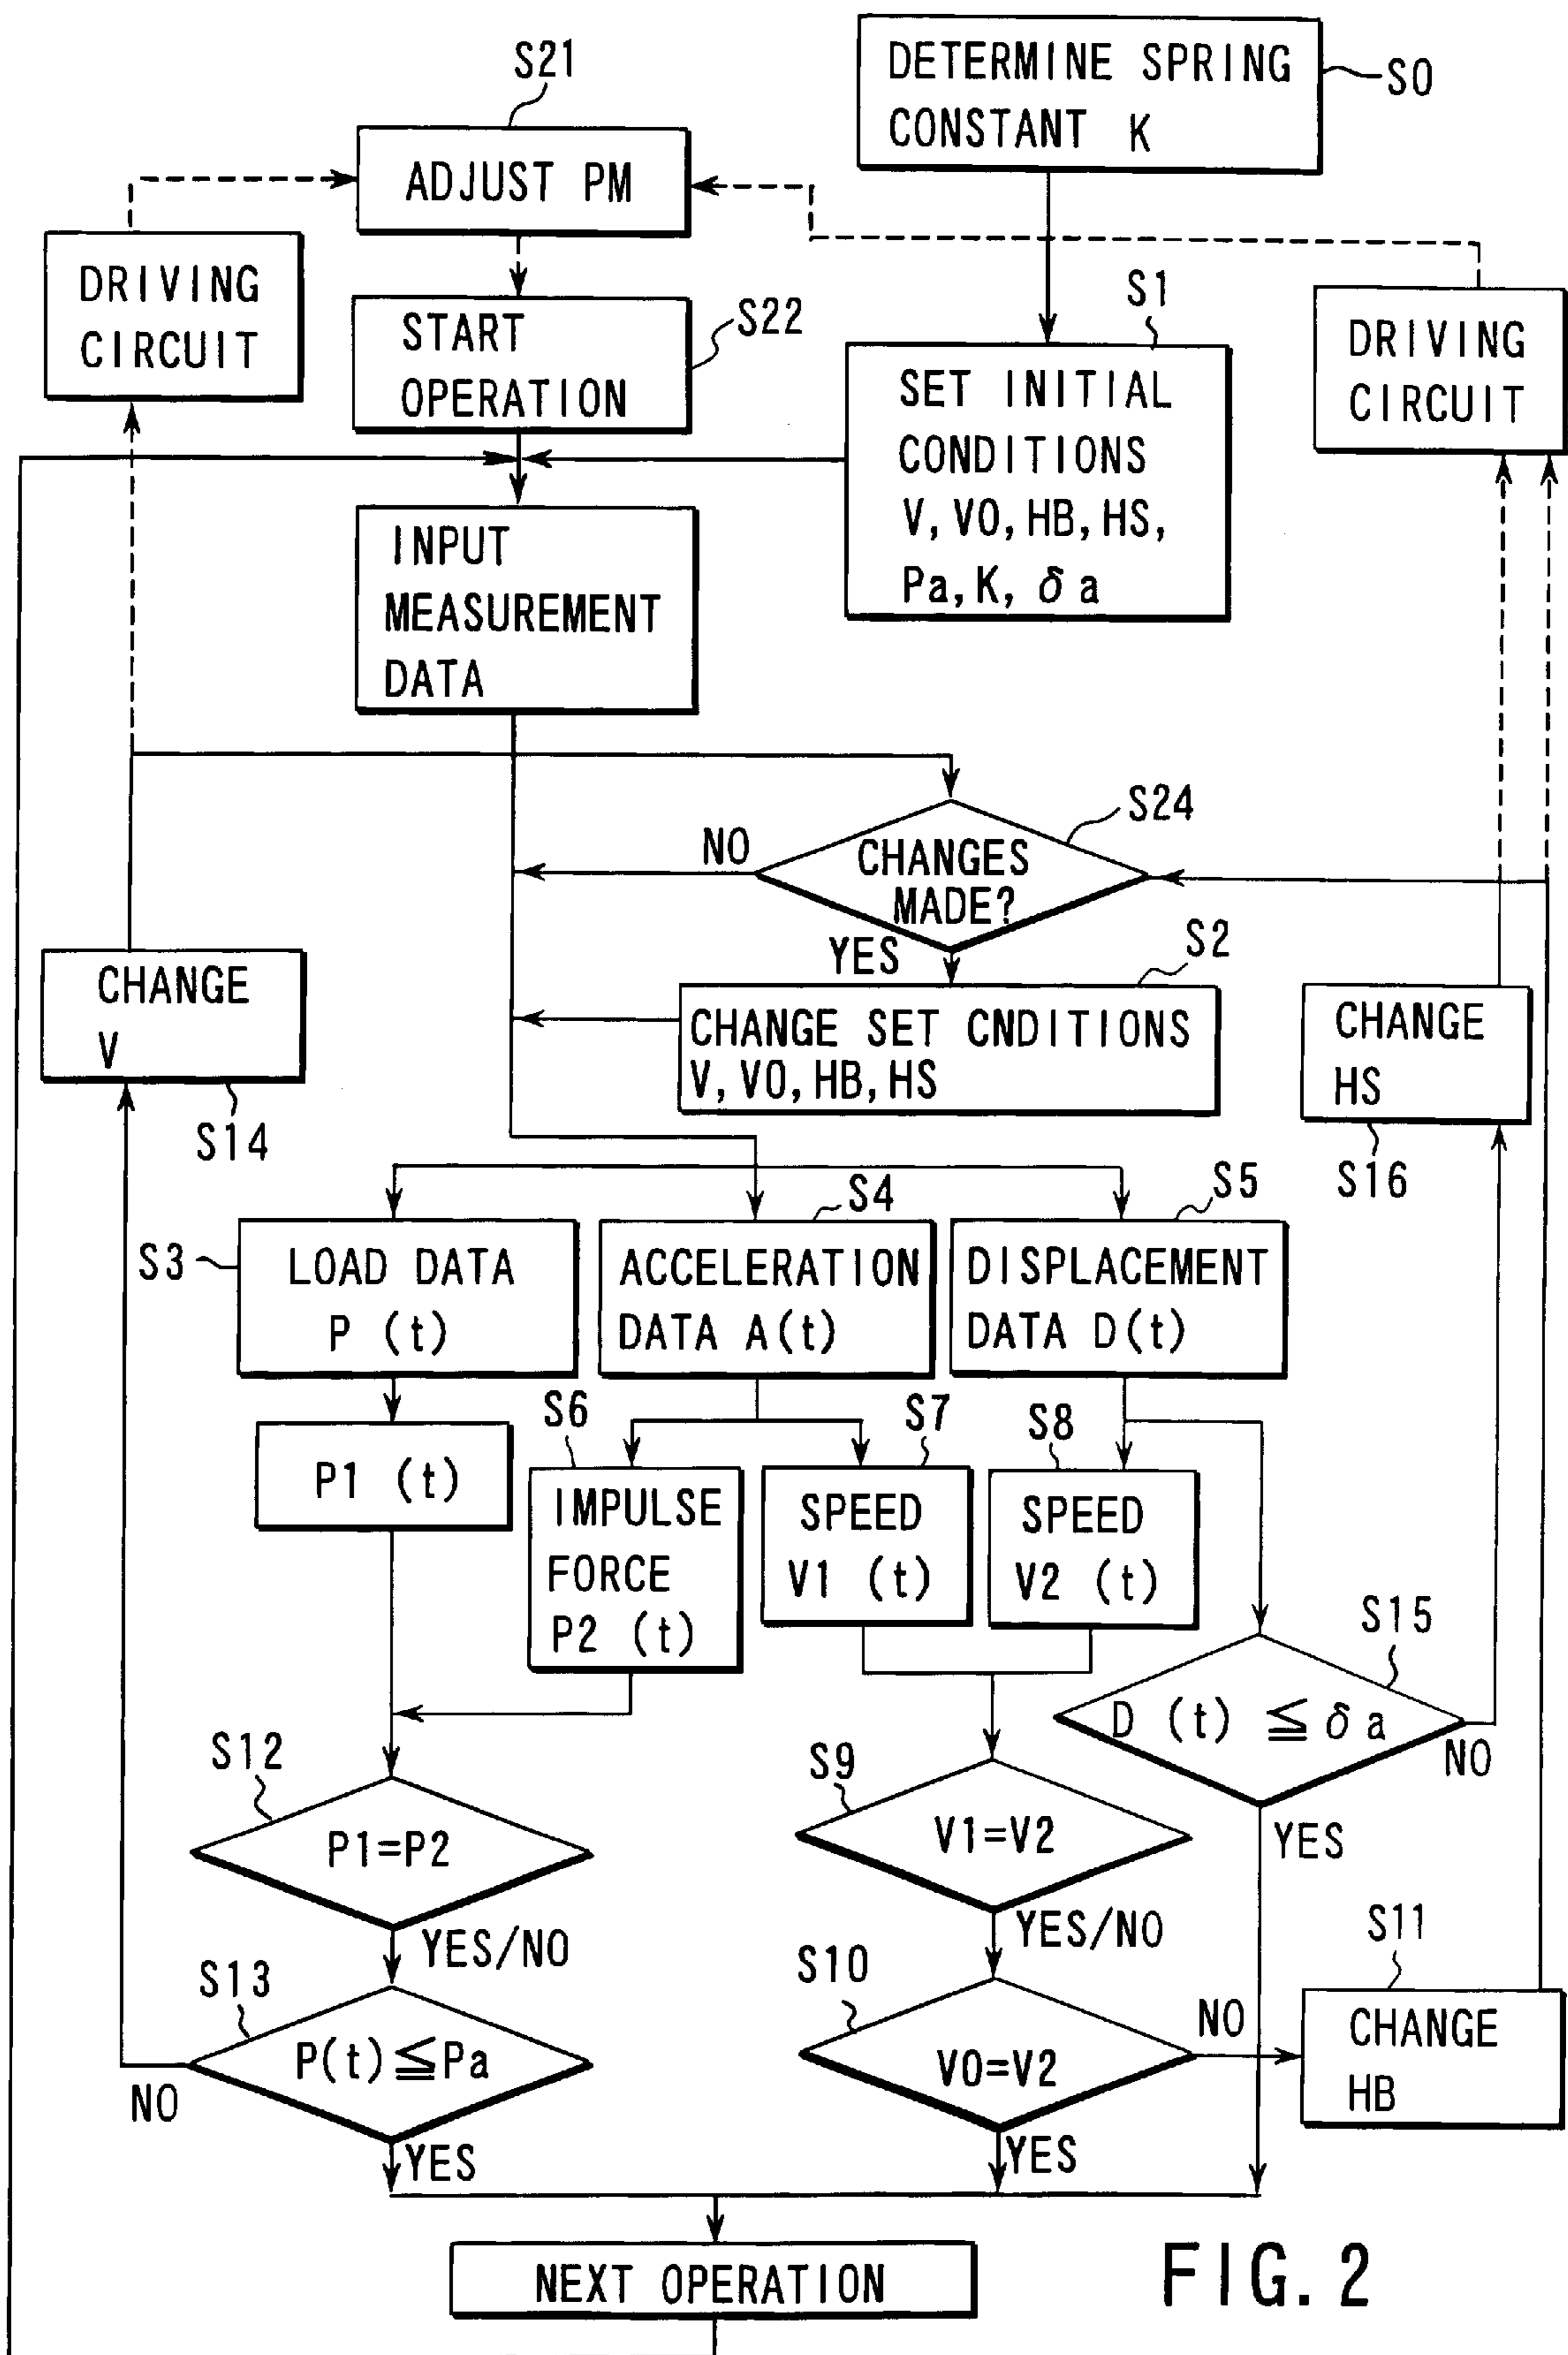 S21
DETERMINE SPRING
CONSTANT K
S0
ADJUST PM
DRIVING
CIRCUIT
START
OPERATION
S22
S1
SET INITIAL
CONDITIONS
V, V0, HB, HS,
Pa, K, δa
DRIVING
CIRCUIT
INPUT
MEASUREMENT
DATA
S24
NO
CHANGES
MADE?
YES
S2
CHANGE
V
S14
CHANGE SET CNDITIONS
V, V0, HB, HS
CHANGE
HS
S16
S3
LOAD DATA
P (t)
S4
ACCELERATION
DATA A(t)
S5
DISPLACEMENT
DATA D(t)
P1 (t)
S6
IMPULSE
FORCE
P2 (t)
S7
SPEED
V1 (t)
S8
SPEED
V2 (t)
S15
D (t) ≦ δa
NO
YES
S12
P1=P2
YES/NO
S9
V1=V2
YES/NO
S13
P(t)≦Pa
NO
YES
S10
V0=V2
NO
YES
S11
CHANGE
HB
NEXT OPERATION
FIG. 2